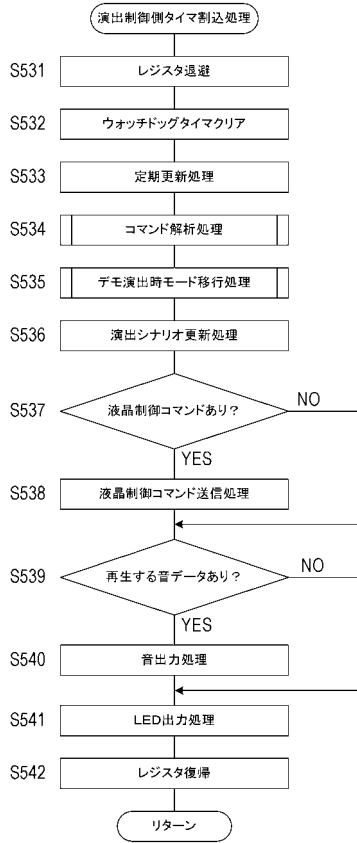 演出制御側タイマ割込処理
S531
レジスタ退避
S532
ウォッチドッグタイマクリア
S533
定期更新処理
S534
コマンド解析処理
S535
デモ演出時モード移行処理
S536
演出シナリオ更新処理
S537
液晶制御コマンドあり?
NO
YES
S538
液晶制御コマンド送信処理
S539
再生する音データあり?
NO
YES
S540
音出力処理
S541
LED出力処理
S542
レジスタ復帰
リターン